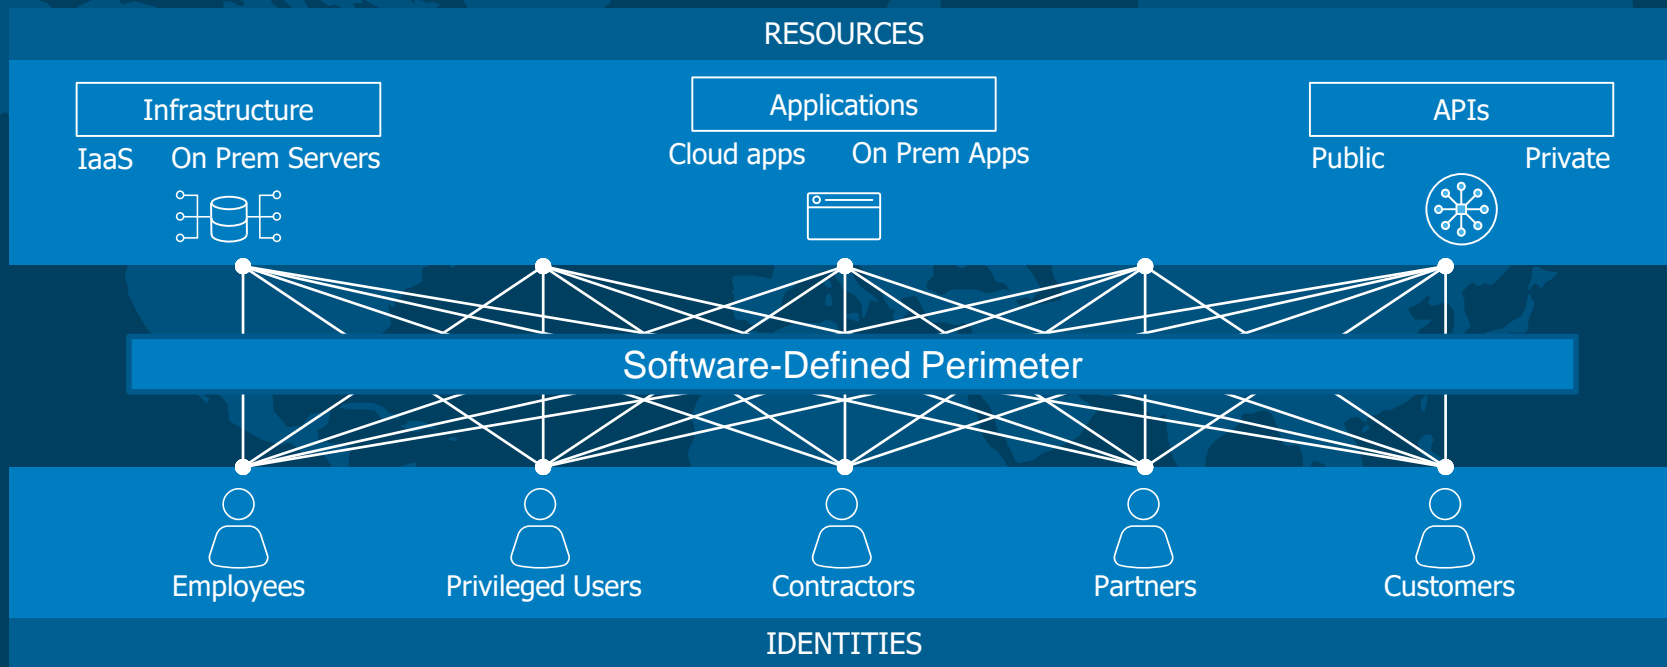 RESOURCES
Infrastructure
Applications
APIs
IaaS On Prem Servers
Cloud apps On Prem Apps
Public Private
Software-Defined Perimeter
Employees Privileged Users Contractors Partners Customers
IDENTITIES